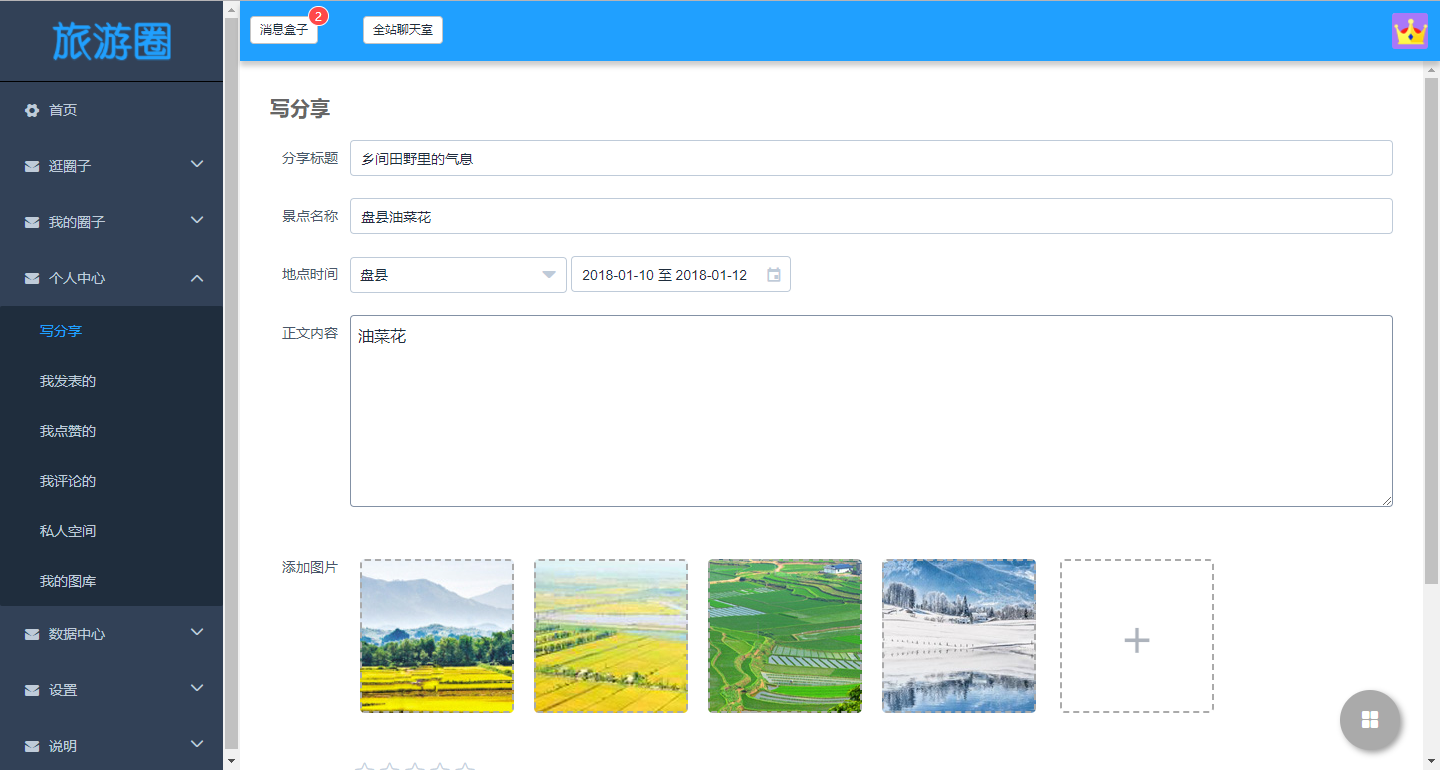 旅游圈
首页
逛圈子
我的圈子
个人中心
写分享
我发表的
我点赞的
我评论的
私人空间
我的图库
数据中心
设置
说明
消息盒子 2
全站聊天室
写分享
分享标题 乡间田野里的气息
景点名称 盘县油菜花
地点时间 盘县 2018-01-10 至 2018-01-12
正文内容 油菜花
添加图片